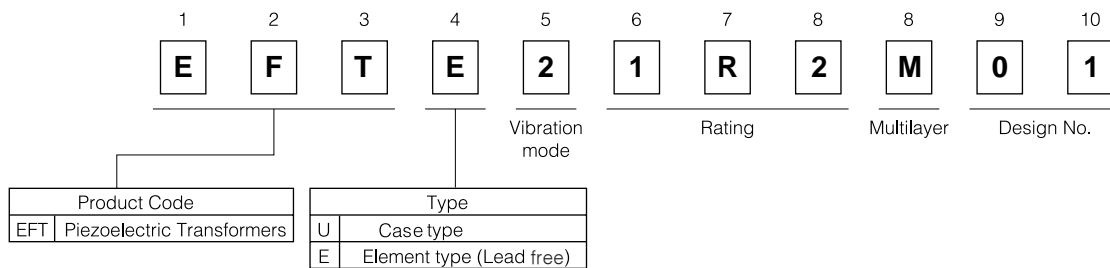 1 2 3 4 5 6 7 8 8 9 10
E F T E 2 1 R 2 M 0 1
Vibration mode
Rating
Multilayer
Design No.
Product Code
EFT Piezoelectric Transformers
Type
U Case type
E Element type (Lead free)